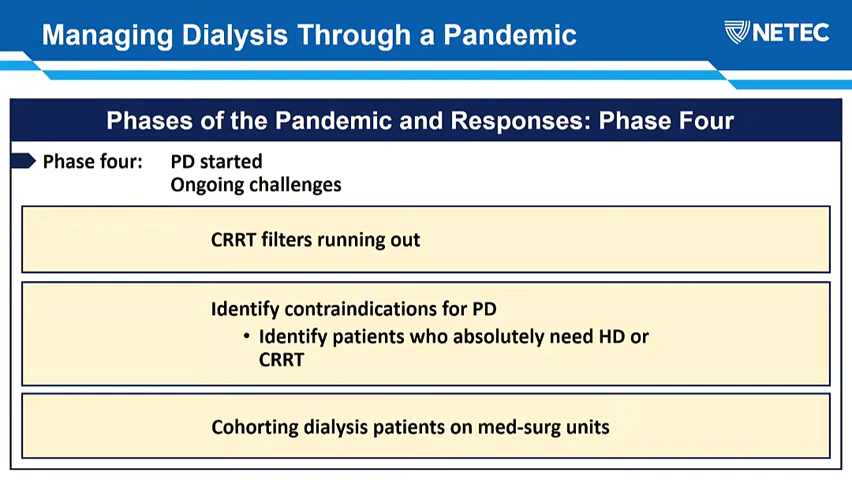 Managing Dialysis Through a Pandemic
NETEC
Phases of the Pandemic and Responses: Phase Four
Phase four: PD started
Ongoing challenges
CRRT filters running out
Identify contraindications for PD
• Identify patients who absolutely need HD or
CRRT
Cohorting dialysis patients on med-surg units